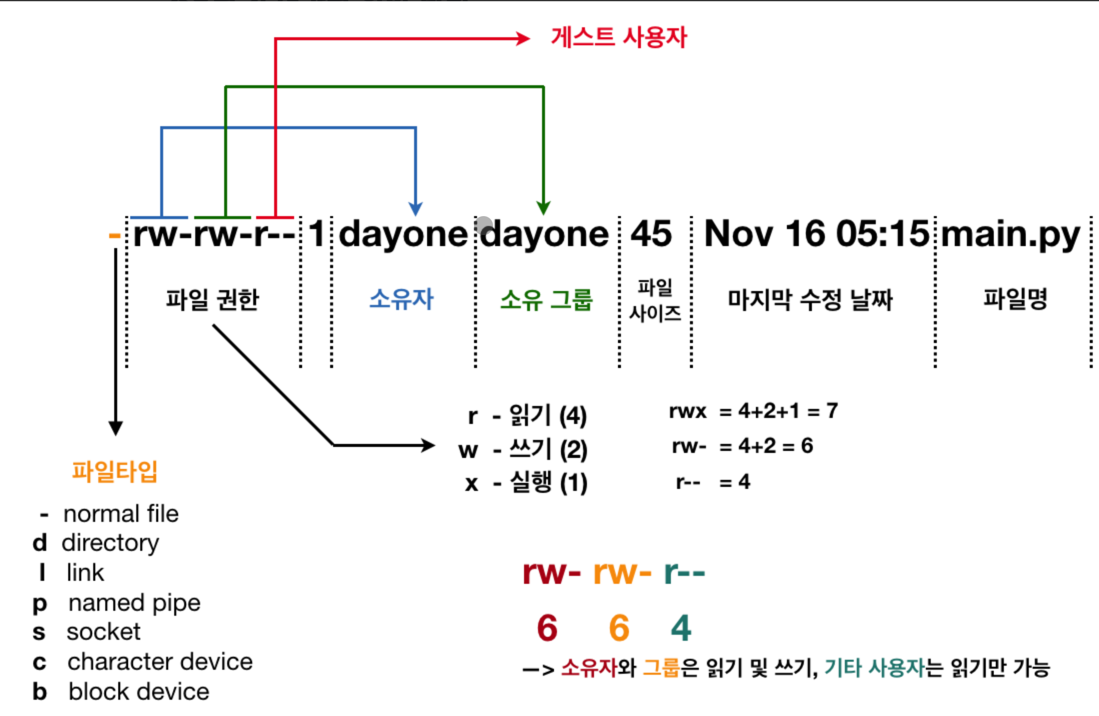 게스트 사용자
- rw-rw-r-- 1 dayone dayone 45 Nov 16 05:15 main.py
파일 권한
소유자
소유 그룹
파일
사이즈
마지막 수정 날짜
파일명
r - 읽기 (4)
w - 쓰기 (2)
x - 실행 (1)
rwx = 4+2+1 = 7
rw- = 4+2 = 6
r-- = 4
파일타입
- normal file
d directory
l link
p named pipe
s socket
c character device
b block device
rw- rw- r--
6 6 4
—> 소유자와 그룹은 읽기 및 쓰기, 기타 사용자는 읽기만 가능